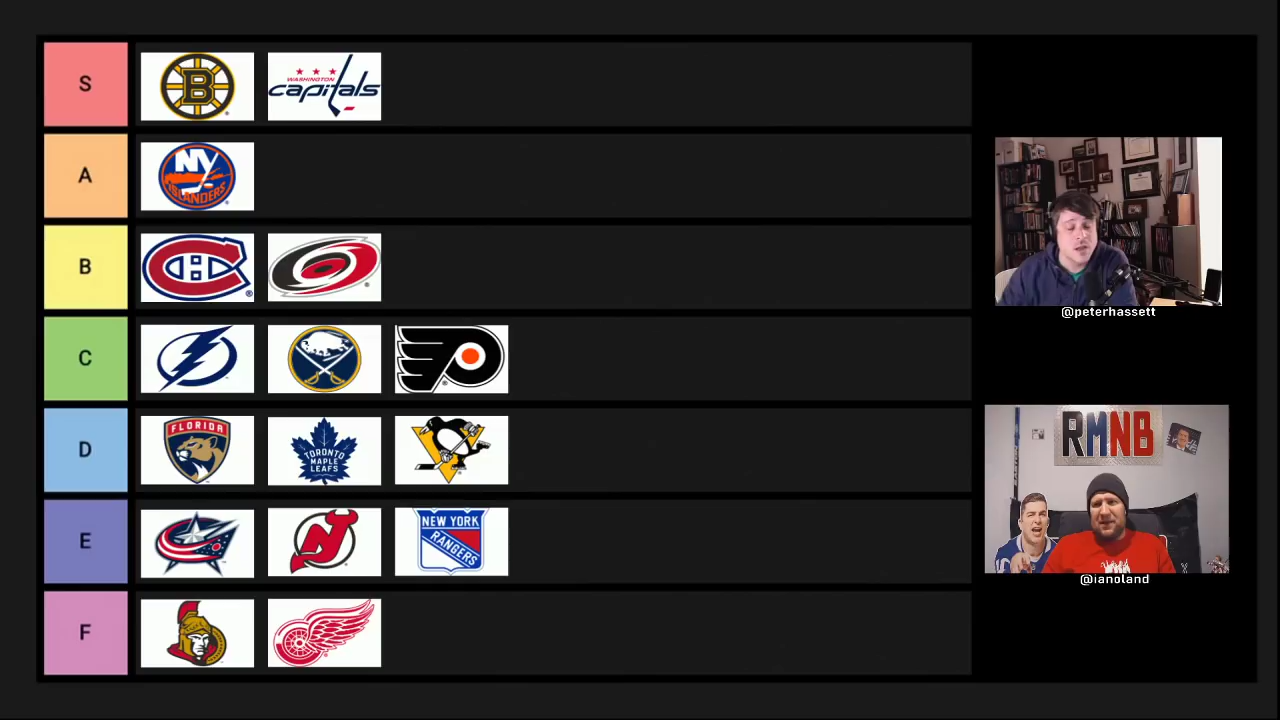 S
B
WASHINGTON
capitals
A
NY
ISLANDERS
B
C
D
FLORIDA
TORONTO
MAPLE
LEAFS
E
NEW YORK
RANGERS
F
@peterhassett
RMNB
@ianoland